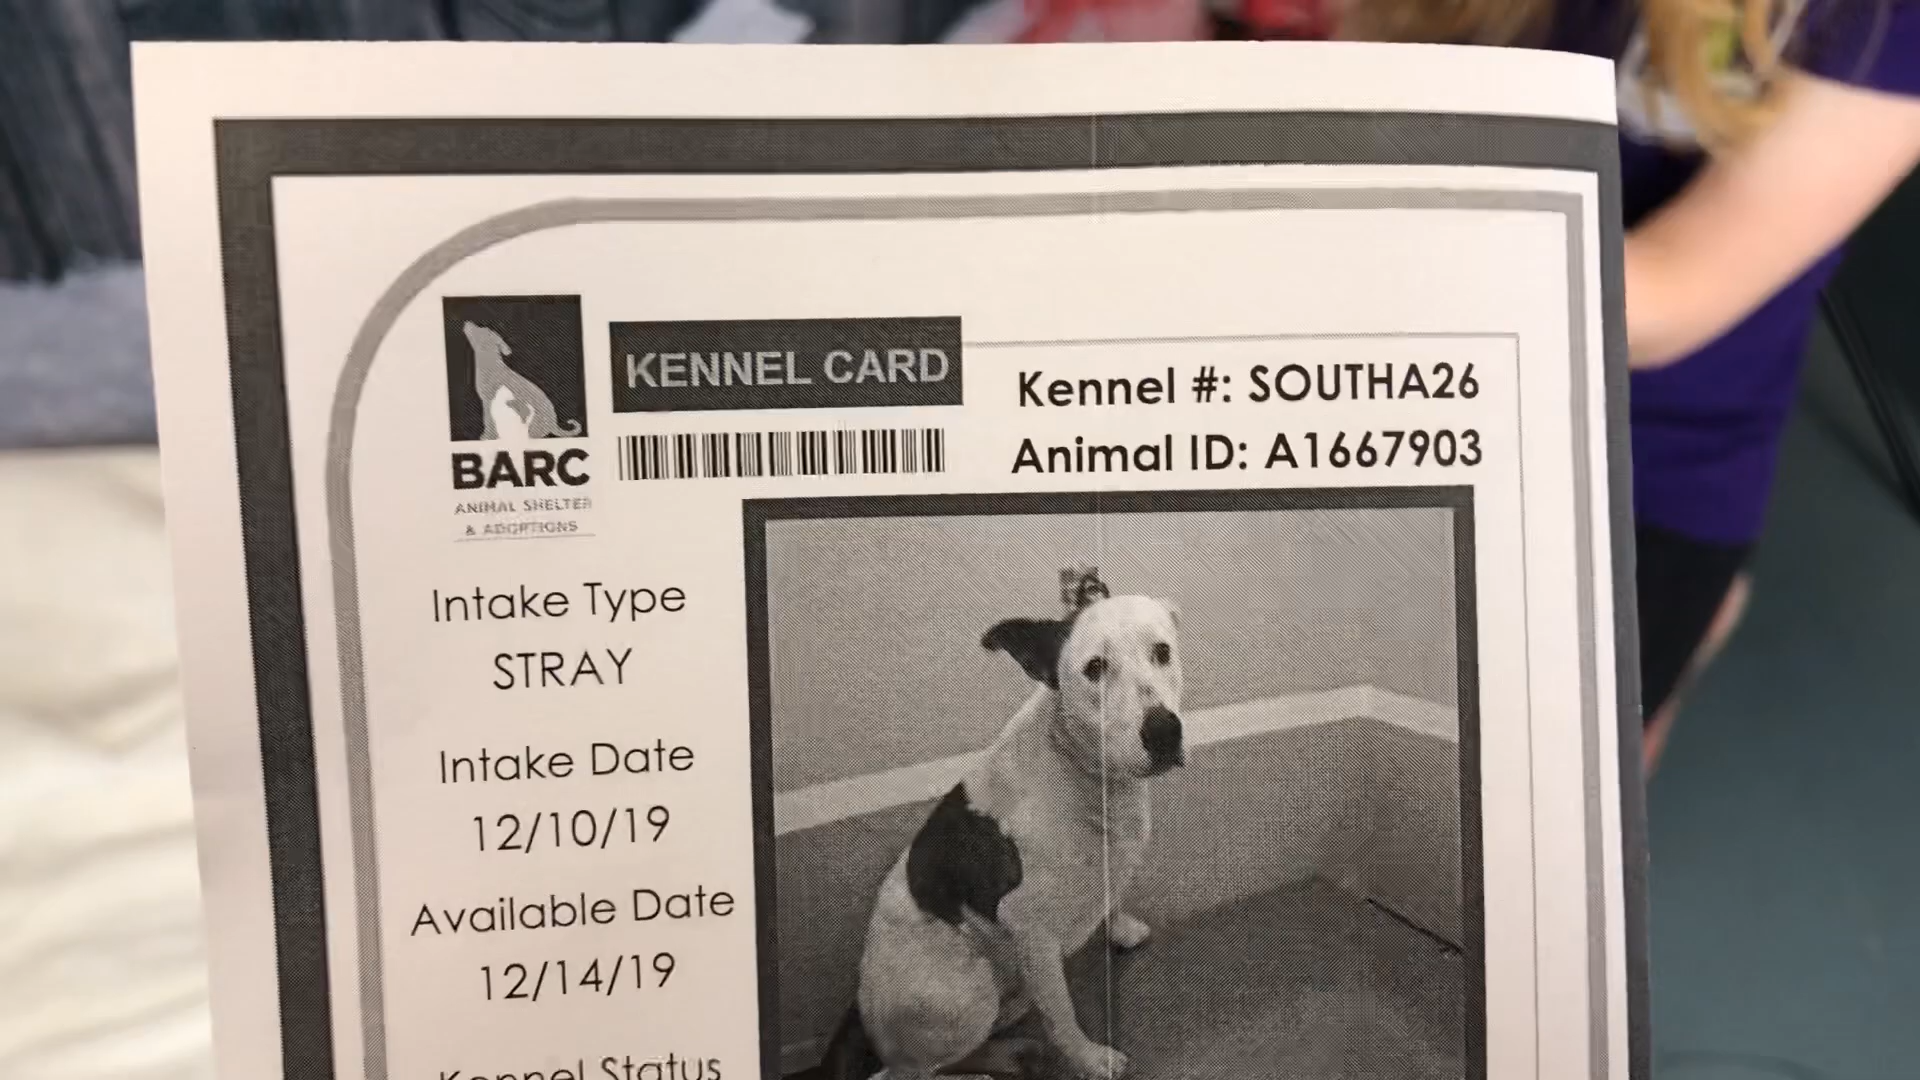 KENNEL CARD
Kennel #: SOUTHA26
Animal ID: A1667903
BARC
ANIMAL SHELTER
& ADOPTIONS
Intake Type
STRAY
Intake Date
12/10/19
Available Date
12/14/19
Kennel Status